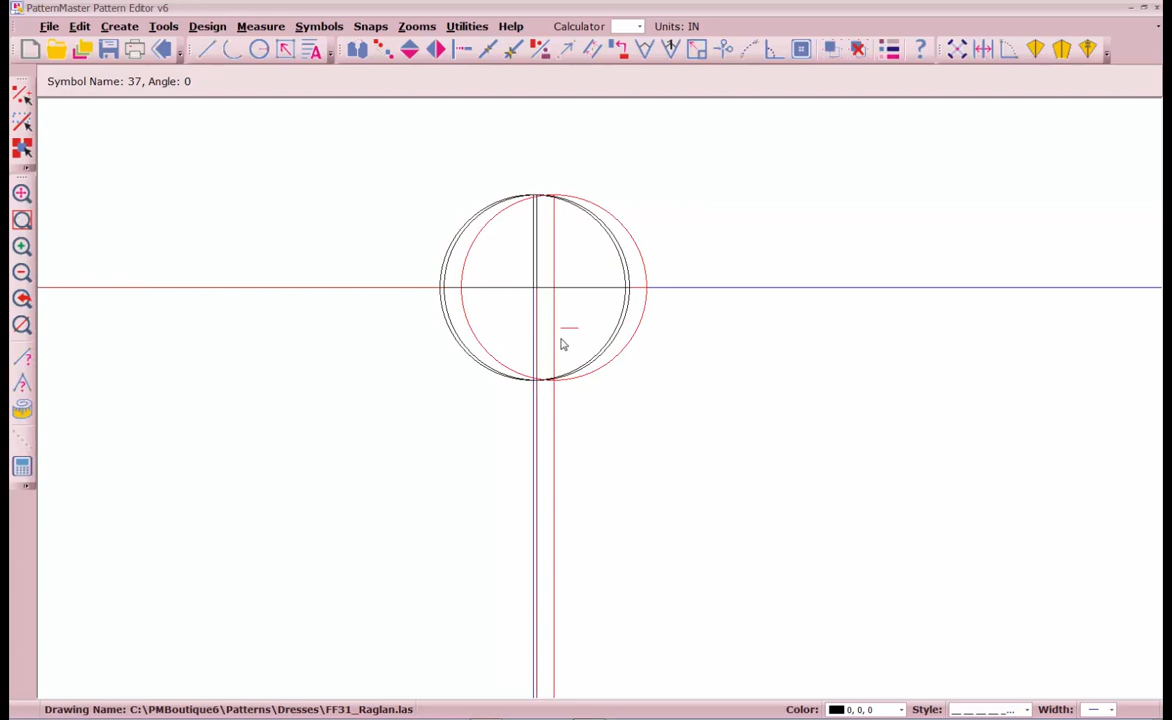 PatternMaster Pattern Editor v6
File Edit Create Tools Design Measure Symbols Snaps Zooms Utilities Help Calculator Units: IN
Symbol Name: 37, Angle: 0
Drawing Name: C:\PMBoutique6\Patterns\Dresses\FF31_Raglan.las Color: 0, 0, 0 Style: Width: